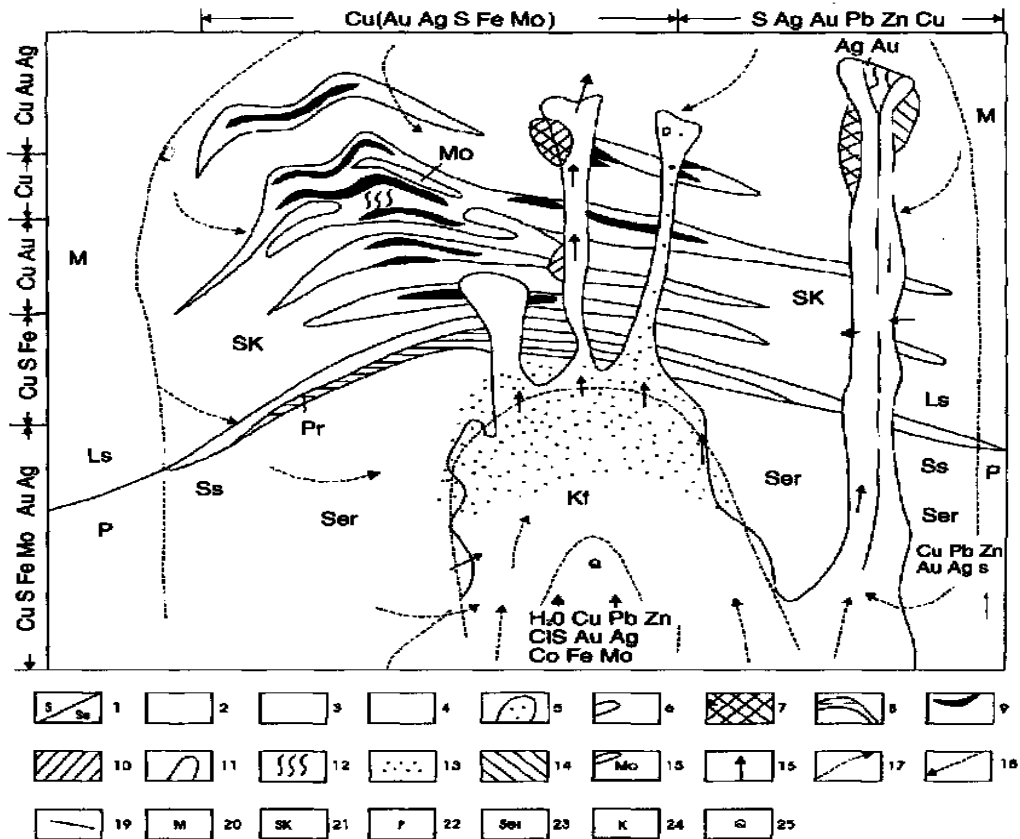 Cu(Au Ag S Fe Mo)
S Ag Au Pb Zn Cu
Cu Au Ag
Cu
Cu Au
Cu S Fe
Cu S Fe Mo Au Ag
Ag Au
M
M
Mo
P
SK
SK
Pr
Ls
Ls
Ss
Ss
P
P
Ser
Ser
Ser
Kf
Cu Pb Zn
Au Ag s
Q
H₂O Cu Pb Zn
ClS Au Ag
Co Fe Mo
S Ss 1
2
3
4
5
6
7
8
9
10
11
12
13
14
Mo 15
16
17
18
19
M 20
SK 21
P 22
Ser 23
K 24
Q 25